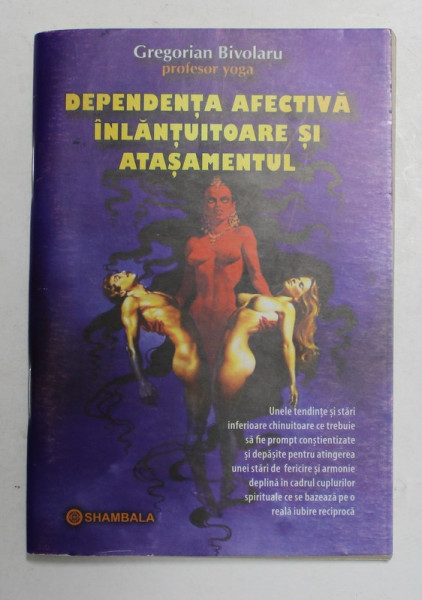 Gregorian Bivolaru
profesor yoga
DEPENDENȚA AFECTIVĂ
ÎNLĂNȚUITOARE ȘI
ATAȘAMENTUL
Unele tendințe și stări
inferioare chinuitoare ce trebuie
să fie prompt conștientizate
și depășite pentru atingerea
unei stări de fericire și armonie
deplină în cadrul cuplurilor
spirituale ce se bazează pe o
reală iubire reciprocă
SHAMBALA